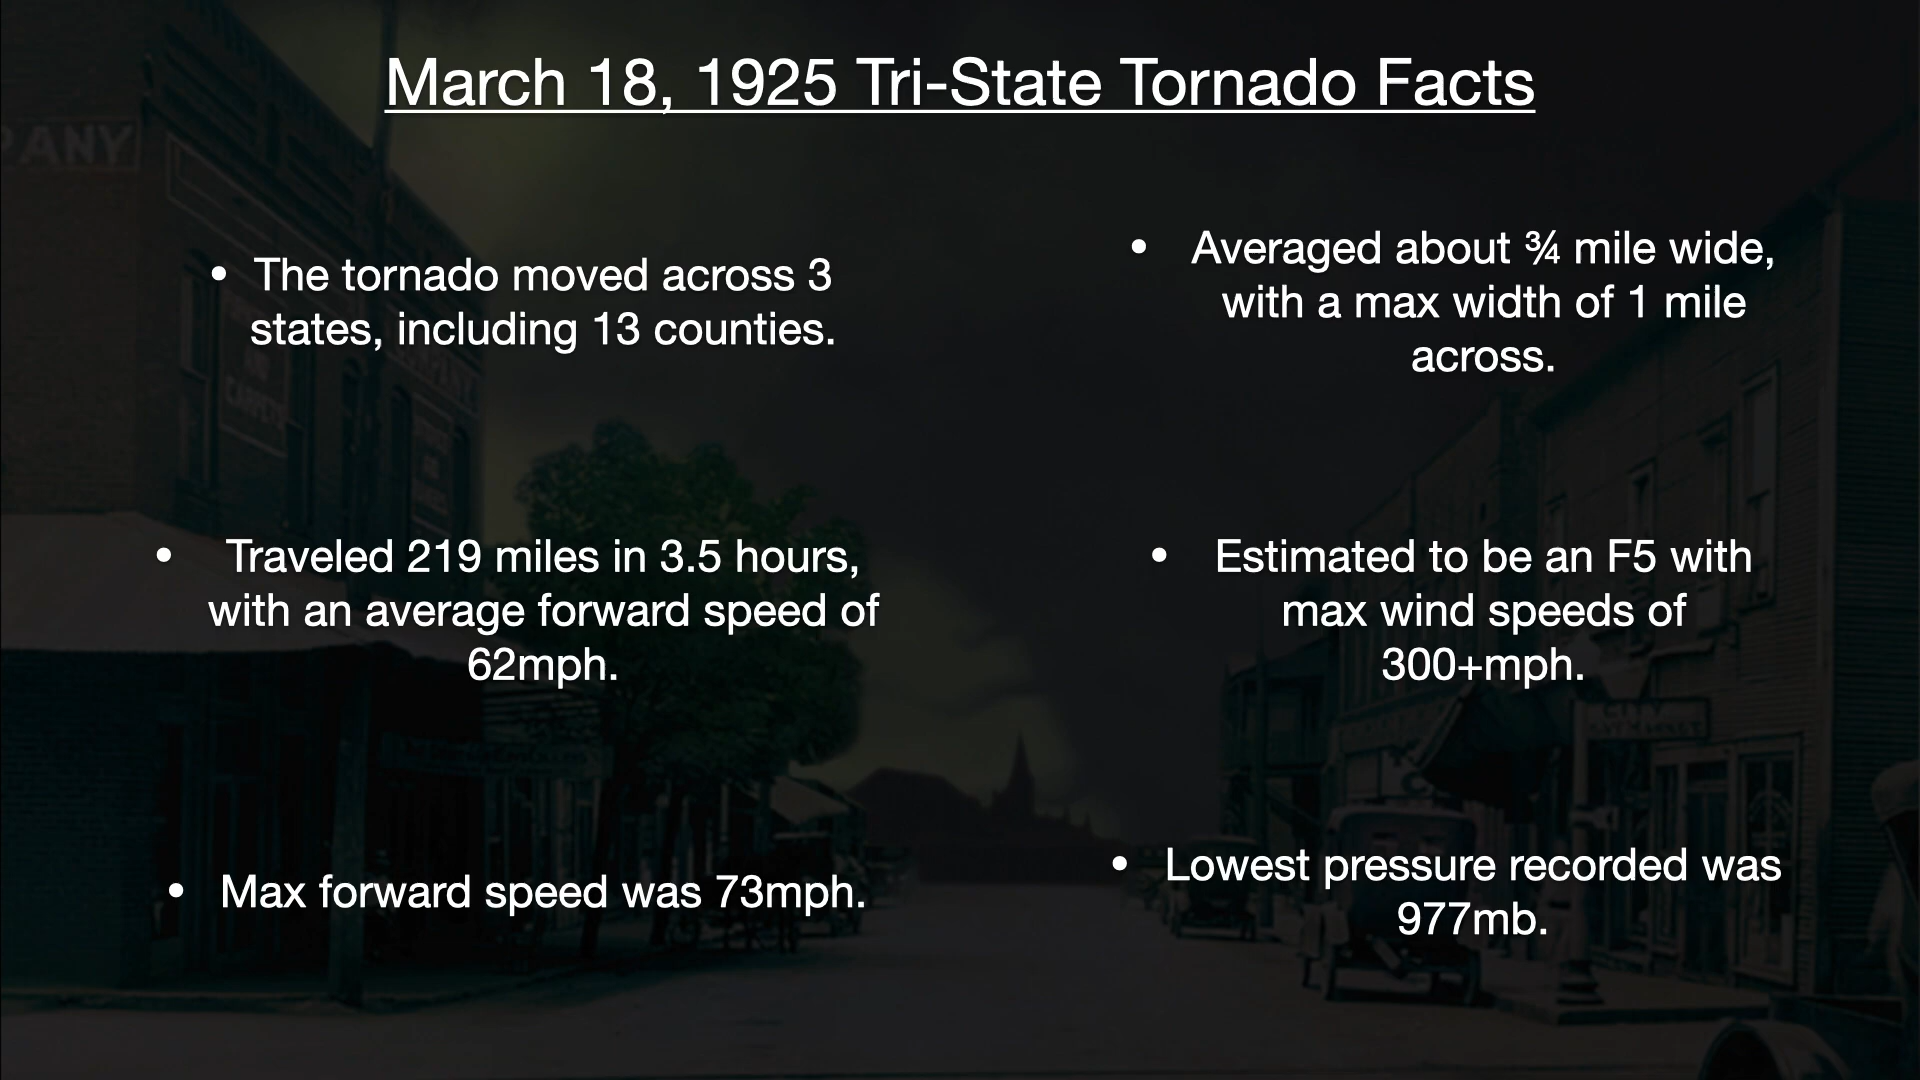 March 18, 1925 Tri-State Tornado Facts
• The tornado moved across 3
states, including 13 counties.
• Traveled 219 miles in 3.5 hours,
with an average forward speed of
62mph.
• Max forward speed was 73mph.
• Averaged about ¾ mile wide,
with a max width of 1 mile
across.
• Estimated to be an F5 with
max wind speeds of
300+mph.
• Lowest pressure recorded was
977mb.
PANY
CARPETS
CITY